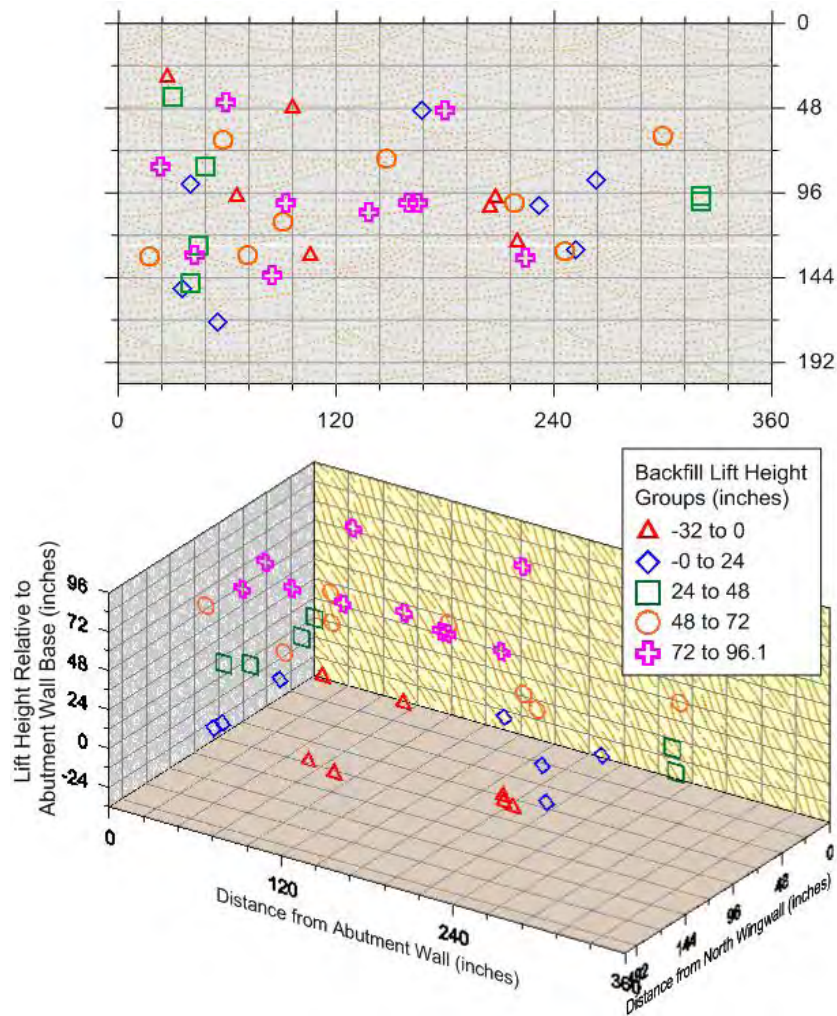 0
48
96
144
192
0 120 240 360
Backfill Lift Height
Groups (inches)
-32 to 0
-0 to 24
24 to 48
48 to 72
72 to 96.1
Lift Height Relative to
Abutment Wall Base (inches)
96
72
48
24
0
-24
0
120
240
360
Distance from Abutment Wall (inches)
0
48
96
144
192
Distance from North Wingwall (inches)